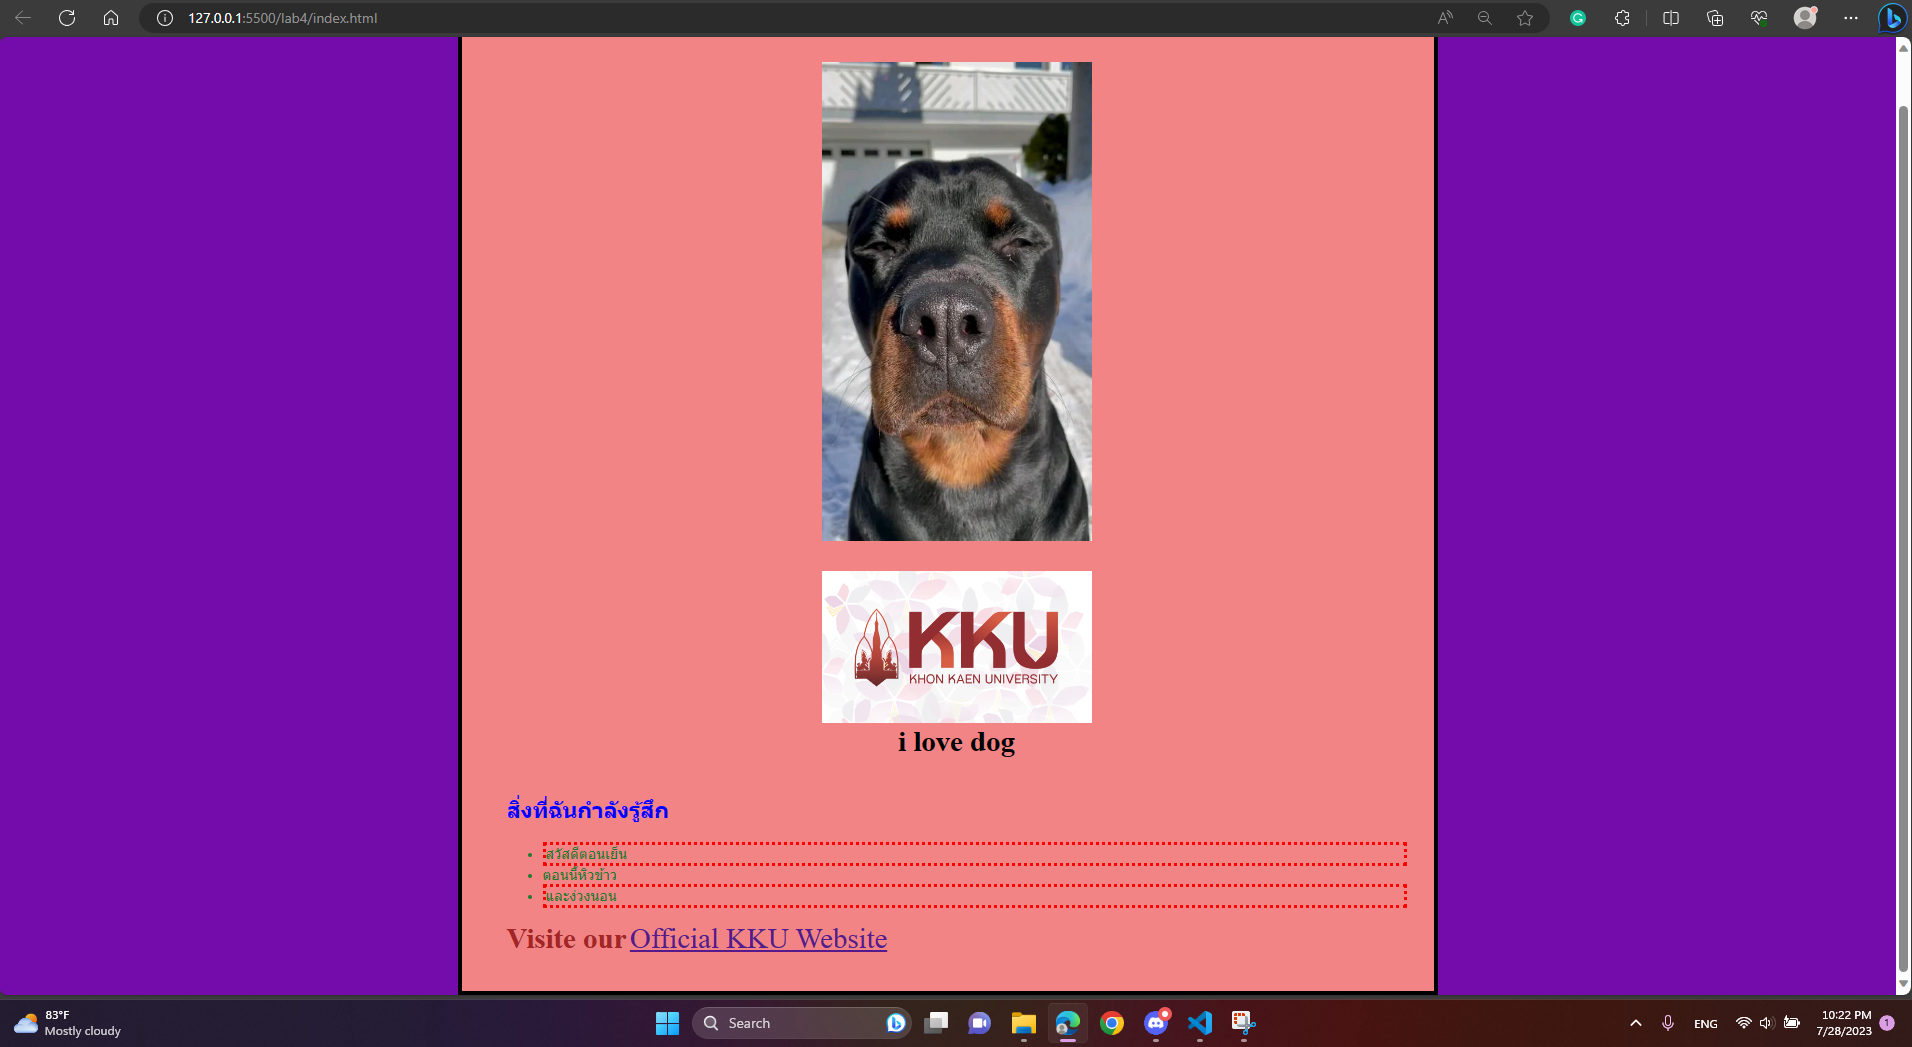 127.0.0.1:5500/lab4/index.html
KKU
KHON KAEN UNIVERSITY
i love dog
สิ่งที่ฉันกำลังรู้สึก
สวัสดีตอนเย็น
ตอนนี้หิวข้าว
และง่วงนอน
Visite our Official KKU Website
83°F
Mostly cloudy
Search
ENG
10:22 PM
7/28/2023
1